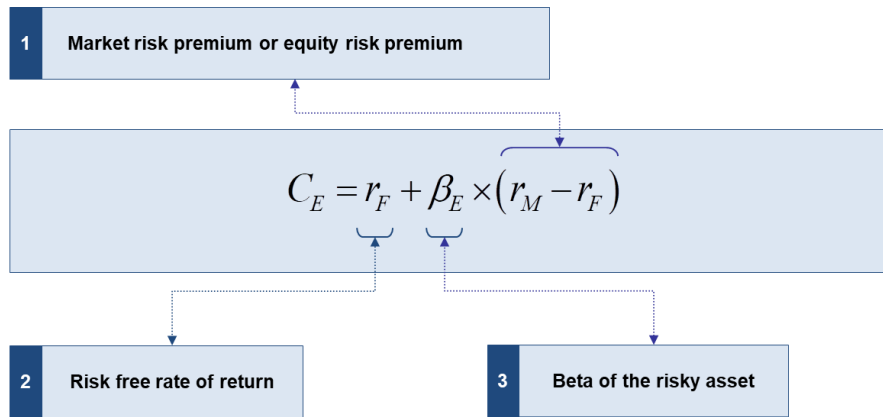 1 Market risk premium or equity risk premium
C_E = r_F + β_E × (r_M − r_F)
2 Risk free rate of return
3 Beta of the risky asset